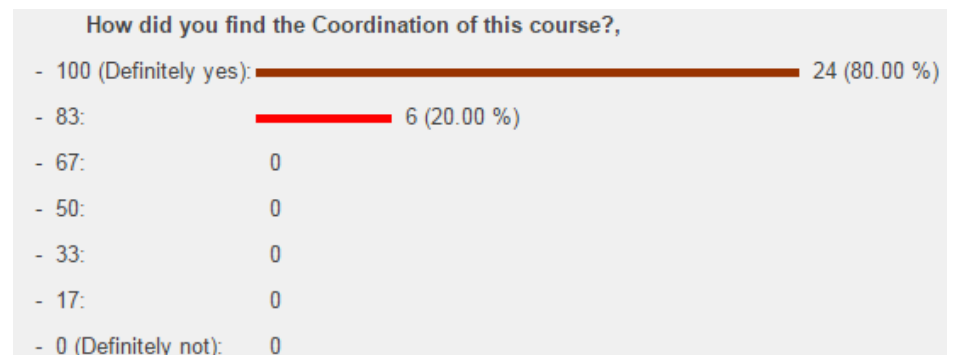 How did you find the Coordination of this course?,
- 100 (Definitely yes): 24 (80.00 %)
- 83: 6 (20.00 %)
- 67: 0
- 50: 0
- 33: 0
- 17: 0
- 0 (Definitely not): 0